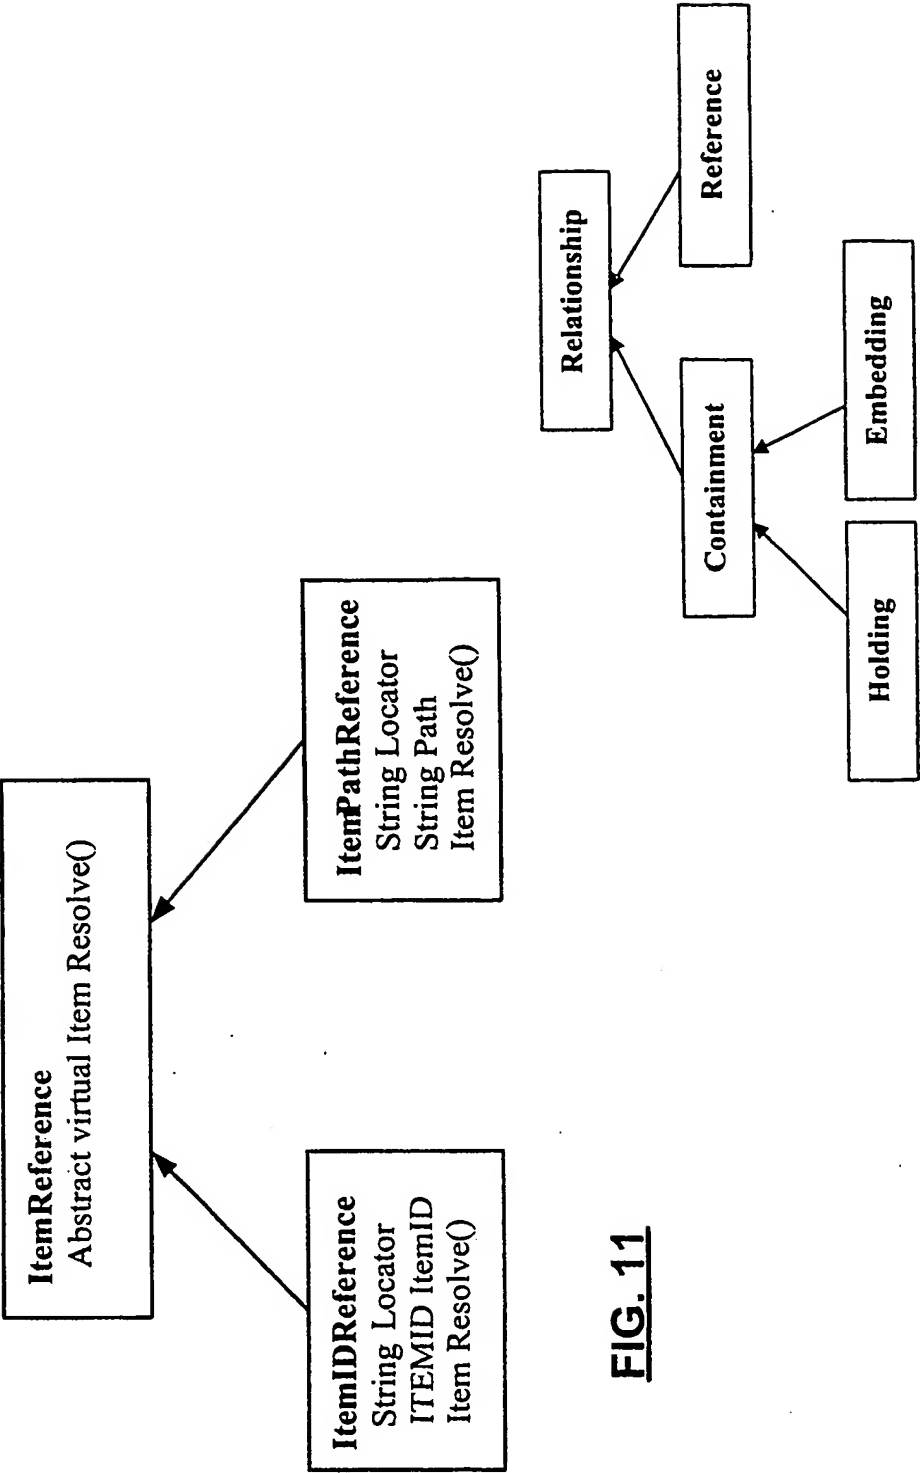 ItemReference
Abstract virtual Item Resolve()
ItemIDReference
String Locator
ITEMID ItemID
Item Resolve()
ItemPathReference
String Locator
String Path
Item Resolve()
Relationship
Containment
Reference
Holding
Embedding
FIG. 11